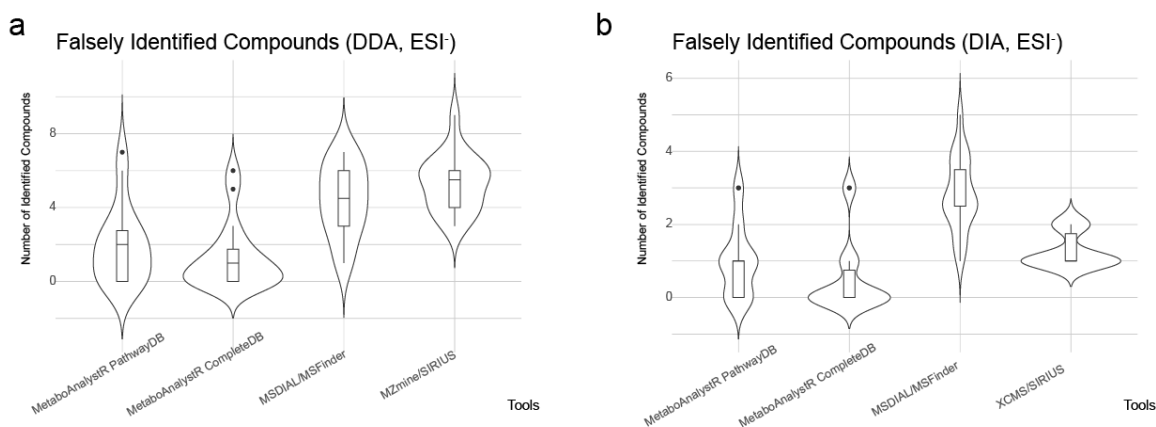 a
Falsely Identified Compounds (DDA, ESI⁻)
Number of Identified Compounds
8
4
0
MetaboAnalystR PathwayDB
MetaboAnalystR CompleteDB
MSDIAL/MSFinder
MZmine/SIRIUS
Tools
b
Falsely Identified Compounds (DIA, ESI⁻)
Number of Identified Compounds
6
4
2
0
MetaboAnalystR PathwayDB
MetaboAnalystR CompleteDB
MSDIAL/MSFinder
XCMS/SIRIUS
Tools